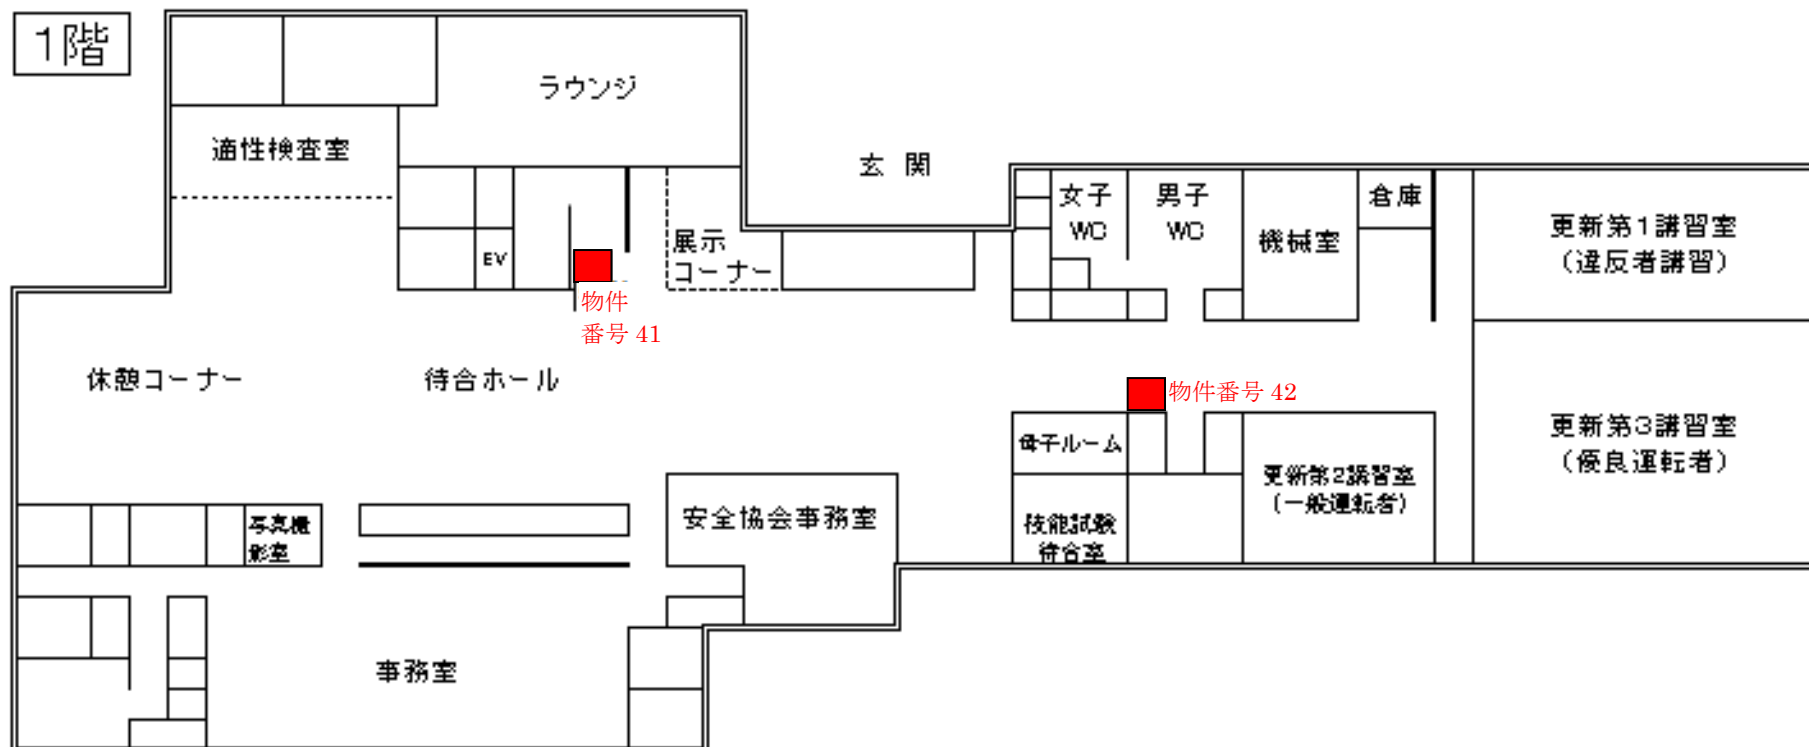 1階
ラウンジ
適性検査室
玄 関
女子
WC
男子
WC
倉庫
機械室
更新第1講習室
(違反者講習)
EV
展示
コーナー
物件
番号 41
休憩コーナー
待合ホール
物件番号 42
母子ルーム
更新第3講習室
(優良運転者)
更新第2講習室
(一般運転者)
安全協会事務室
写真撮
影室
技能試験
待合室
事務室